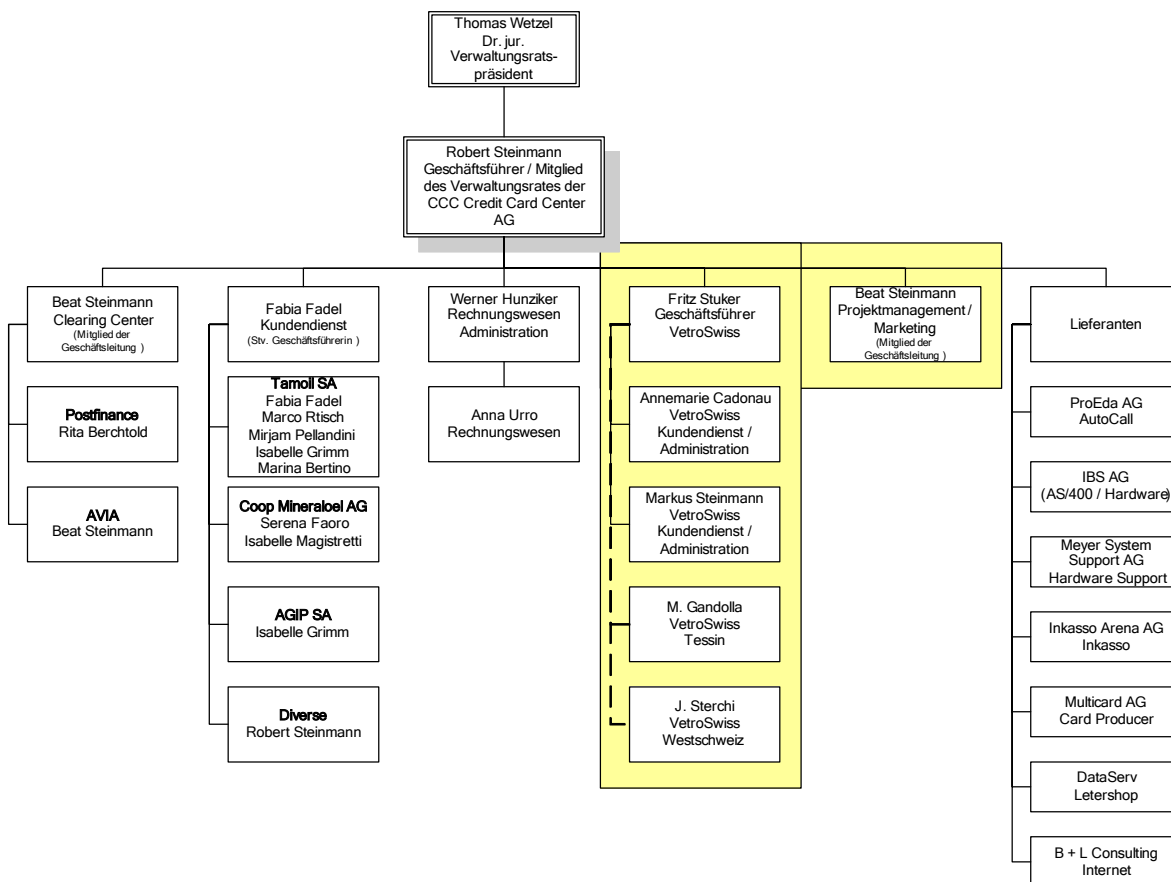 Thomas Wetzel
Dr. jur.
Verwaltungsrats-
präsident
Robert Steinmann
Geschäftsführer / Mitglied
des Verwaltungsrates der
CCC Credit Card Center
AG
Beat Steinmann
Clearing Center
(Mitglied der
Geschäftsleitung )
Postfinance
Rita Berchtold
AVIA
Beat Steinmann
Fabia Fadel
Kundendienst
(Stv. Geschäftsführerin )
Tamoil SA
Fabia Fadel
Marco Rtisch
Mirjam Pellandini
Isabelle Grimm
Marina Bertino
Coop Mineraloel AG
Serena Faoro
Isabelle Magistretti
AGIP SA
Isabelle Grimm
Diverse
Robert Steinmann
Werner Hunziker
Rechnungswesen
Administration
Anna Urro
Rechnungswesen
Fritz Stuker
Geschäftsführer
VetroSwiss
Annemarie Cadonau
VetroSwiss
Kundendienst /
Administration
Markus Steinmann
VetroSwiss
Kundendienst /
Administration
M. Gandolla
VetroSwiss
Tessin
J. Sterchi
VetroSwiss
Westschweiz
Beat Steinmann
Projektmanagement /
Marketing
(Mitglied der
Geschäftsleitung )
Lieferanten
ProEda AG
AutoCall
IBS AG
(AS/400 / Hardware)
Meyer System
Support AG
Hardware Support
Inkasso Arena AG
Inkasso
Multicard AG
Card Producer
DataServ
Letershop
B + L Consulting
Internet